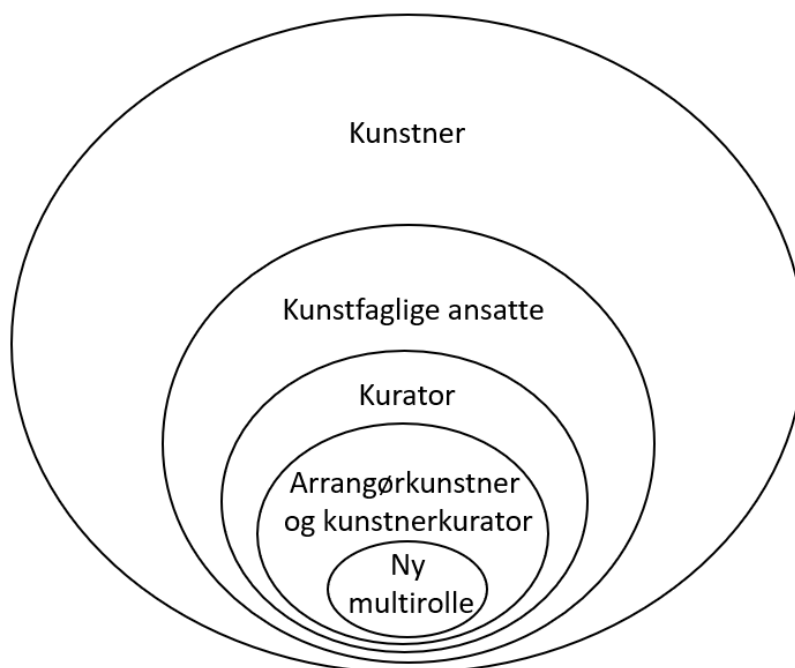 Kunstner
Kunstfaglige ansatte
Kurator
Arrangørkunstner
og kunstnerkurator
Ny
multirolle